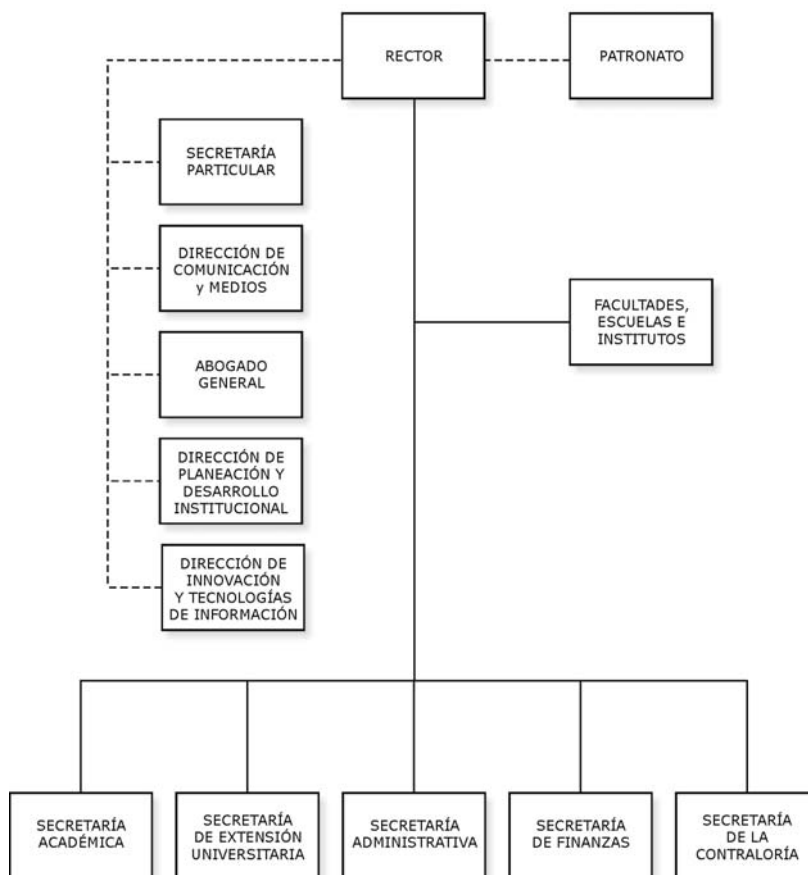 RECTOR
PATRONATO
SECRETARÍA
PARTICULAR
DIRECCIÓN DE
COMUNICACIÓN
y MEDIOS
FACULTADES,
ESCUELAS E
INSTITUTOS
ABOGADO
GENERAL
DIRECCIÓN DE
PLANEACIÓN Y
DESARROLLO
INSTITUCIONAL
DIRECCIÓN DE
INNOVACIÓN
Y TECNOLOGÍAS
DE INFORMACIÓN
SECRETARÍA
ACADÉMICA
SECRETARÍA
DE EXTENSIÓN
UNIVERSITARIA
SECRETARÍA
ADMINISTRATIVA
SECRETARÍA
DE FINANZAS
SECRETARÍA
DE LA
CONTRALORÍA